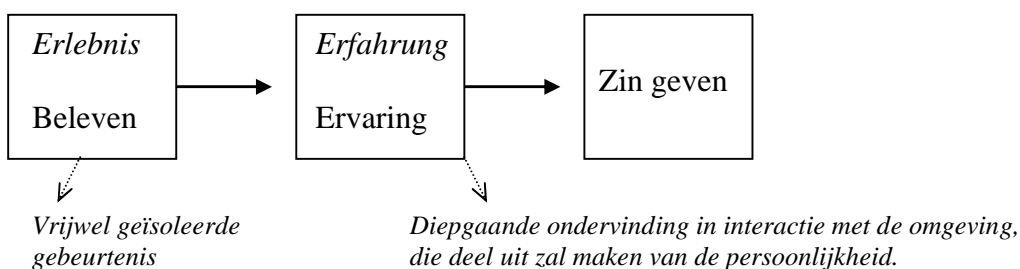 Erlebnis
Beleven
Erfahrung
Ervaring
Zin geven
Vrijwel geïsoleerde
gebeurtenis
Diepgaande ondervinding in interactie met de omgeving,
die deel uit zal maken van de persoonlijkheid.